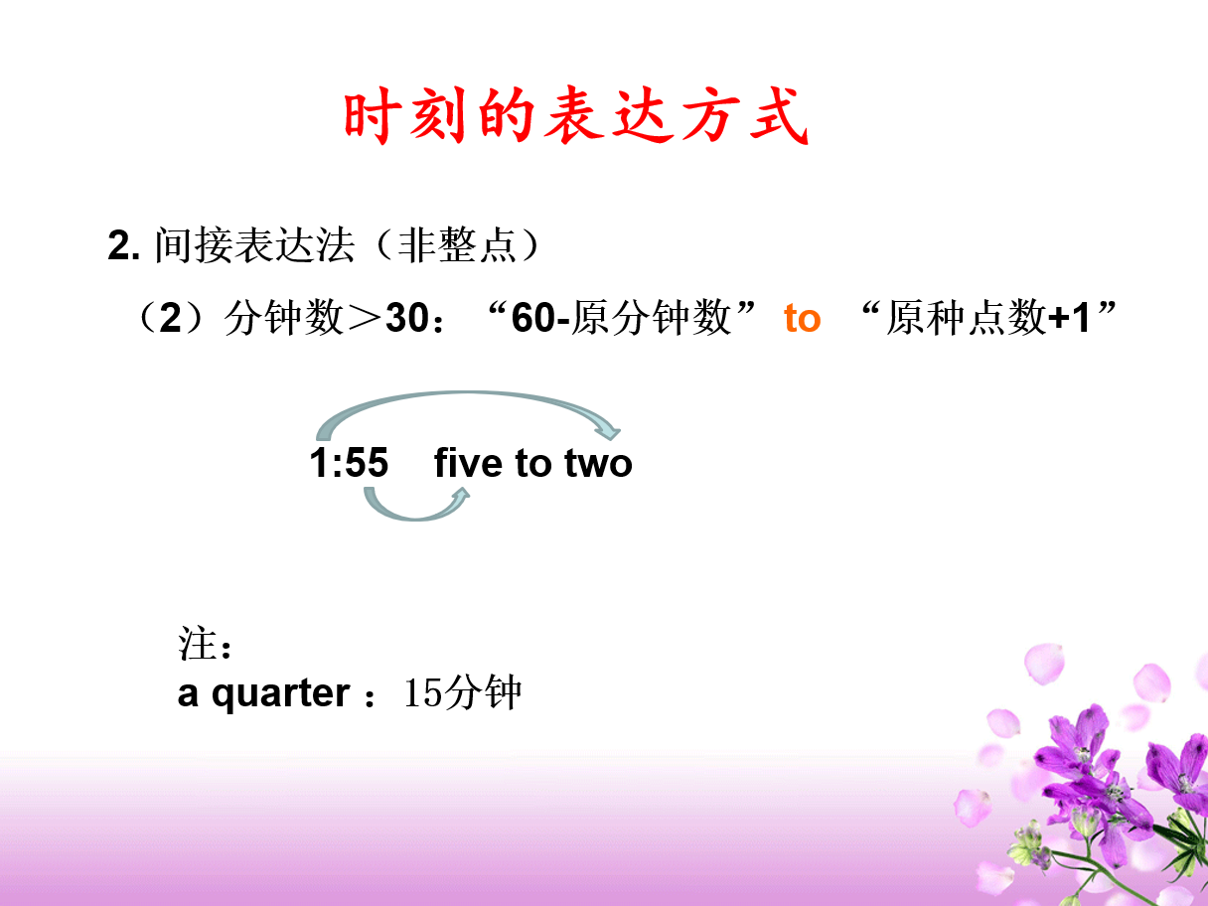 时刻的表达方式
2. 间接表达法（非整点）
（2）分钟数＞30：“60-原分钟数” to “原种点数+1”
1:55 five to two
注：
a quarter ：15分钟